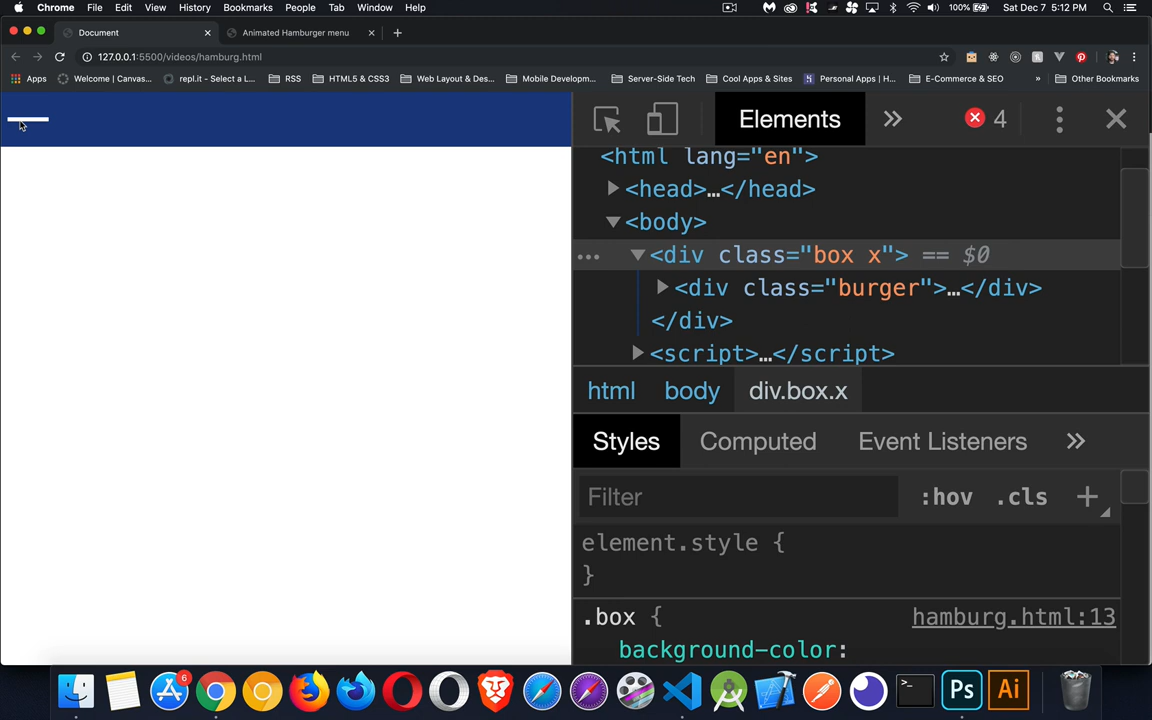 Chrome File Edit View History Bookmarks People Tab Window Help 100% Sat Dec 7 5:12 PM
Document × Animated Hamburger menu × +
127.0.0.1:5500/videos/hamburg.html
Apps Welcome | Canvas... repl.it - Select a L... RSS HTML5 & CSS3 Web Layout & Des... Mobile Developm... Server-Side Tech Cool Apps & Sites Personal Apps | H... E-Commerce & SEO » Other Bookmarks
Elements » 4
<html lang="en">
<head>…</head>
<body>
<div class="box x"> == $0
<div class="burger">…</div>
</div>
<script>…</script>
html body div.box.x
Styles Computed Event Listeners »
Filter :hov .cls +
element.style {
}
.box { hamburg.html:13
background-color:
6
>_ Ps Ai